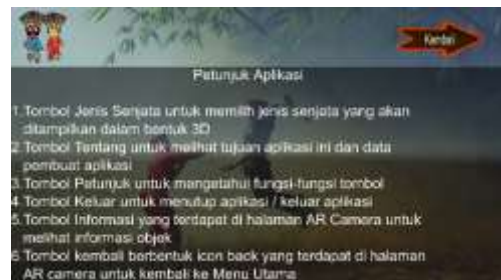 Kembali
Petunjuk Aplikasi
1. Tombol Jenis Senjata untuk memilih jenis senjata yang akan
ditampilkan dalam bentuk 3D
2. Tombol Tentang untuk melihat tujuan aplikasi ini dan data
pembuat aplikasi
3. Tombol Petunjuk untuk mengetahui fungsi-fungsi tombol
4. Tombol Keluar untuk menutup aplikasi / keluar aplikasi
5. Tombol Informasi yang terdapat di halaman AR Camera untuk
melihat informasi objek
6. Tombol kembali berbentuk icon back yang terdapat di halaman
AR camera untuk kembali ke Menu Utama